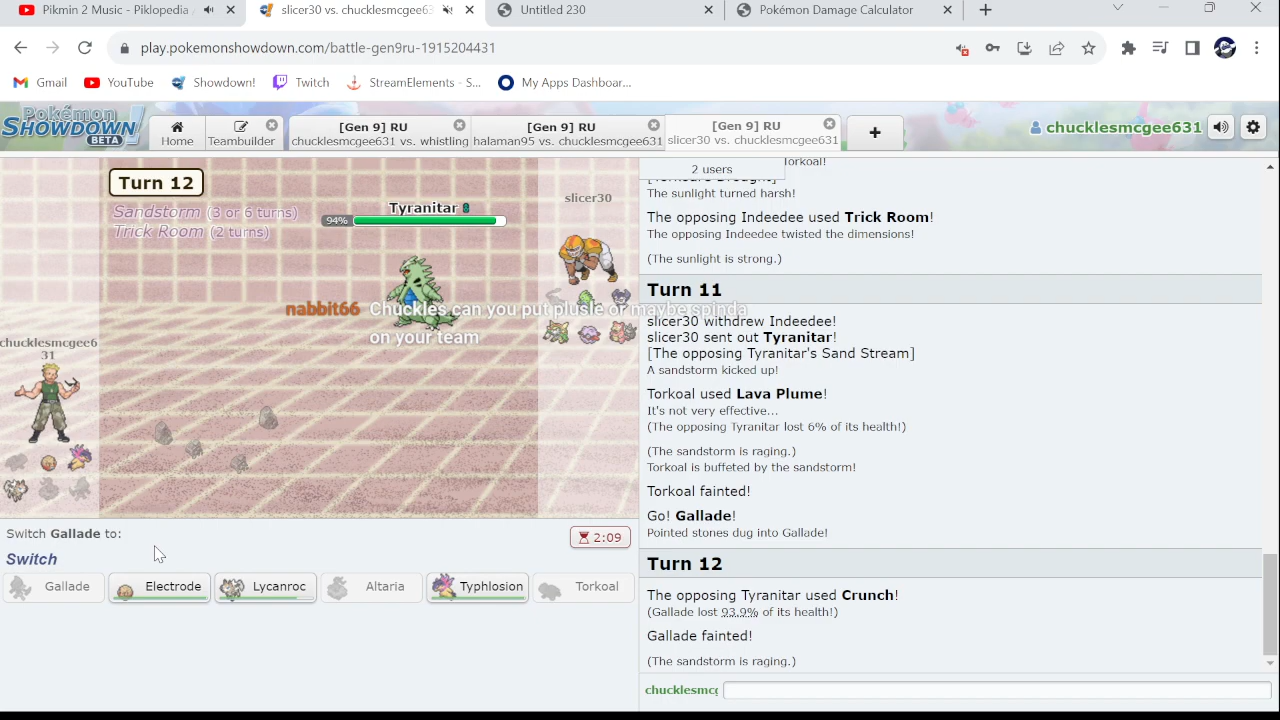 Pikmin 2 Music - Piklopedia
slicer30 vs. chucklesmcgee63
Untitled 230
Pokémon Damage Calculator
play.pokemonshowdown.com/battle-gen9ru-1915204431
Gmail
YouTube
Showdown!
Twitch
StreamElements - S...
My Apps Dashboar...
Pokémon
SHOWDOWN!
BETA
Home
Teambuilder
[Gen 9] RU
chucklesmcgee631 vs. whistling
[Gen 9] RU
halaman95 vs. chucklesmcgee631
[Gen 9] RU
slicer30 vs. chucklesmcgee631
chucklesmcgee631
Turn 12
Sandstorm (3 or 6 turns)
Trick Room (2 turns)
Tyranitar
94%
slicer30
nabbit66 Chuckles can you put plusle or maybe spinda
on your team
chucklesmcgee6
31
Switch Gallade to:
2:09
Switch
Gallade
Electrode
Lycanroc
Altaria
Typhlosion
Torkoal
2 users
Torkoal!
The sunlight turned harsh!
The opposing Indeedee used Trick Room!
The opposing Indeedee twisted the dimensions!
(The sunlight is strong.)
Turn 11
slicer30 withdrew Indeedee!
slicer30 sent out Tyranitar!
[The opposing Tyranitar's Sand Stream]
A sandstorm kicked up!
Torkoal used Lava Plume!
It's not very effective...
(The opposing Tyranitar lost 6% of its health!)
(The sandstorm is raging.)
Torkoal is buffeted by the sandstorm!
Torkoal fainted!
Go! Gallade!
Pointed stones dug into Gallade!
Turn 12
The opposing Tyranitar used Crunch!
(Gallade lost 93.9% of its health!)
Gallade fainted!
(The sandstorm is raging.)
chucklesmcg